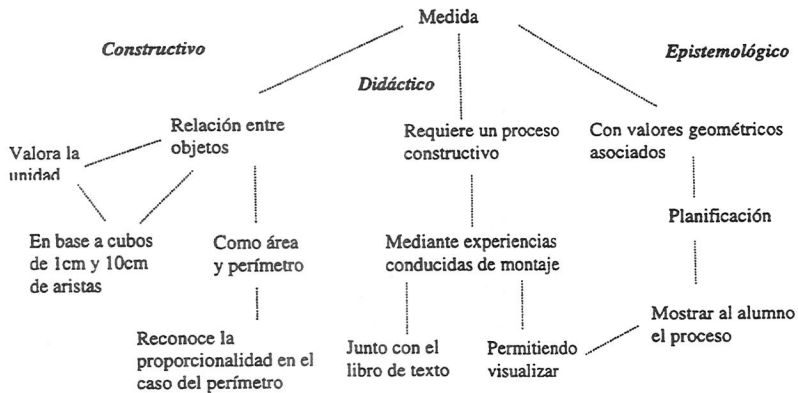 Medida
Constructivo
Epistemológico
Didáctico
Relación entre
objetos
Requiere un proceso
constructivo
Con valores geométricos
asociados
Valora la
unidad
Planificación
En base a cubos
de 1cm y 10cm
de aristas
Como área
y perímetro
Mediante experiencias
conducidas de montaje
Mostrar al alumno
el proceso
Reconoce la
proporcionalidad en el
caso del perímetro
Junto con el
libro de texto
Permitiendo
visualizar